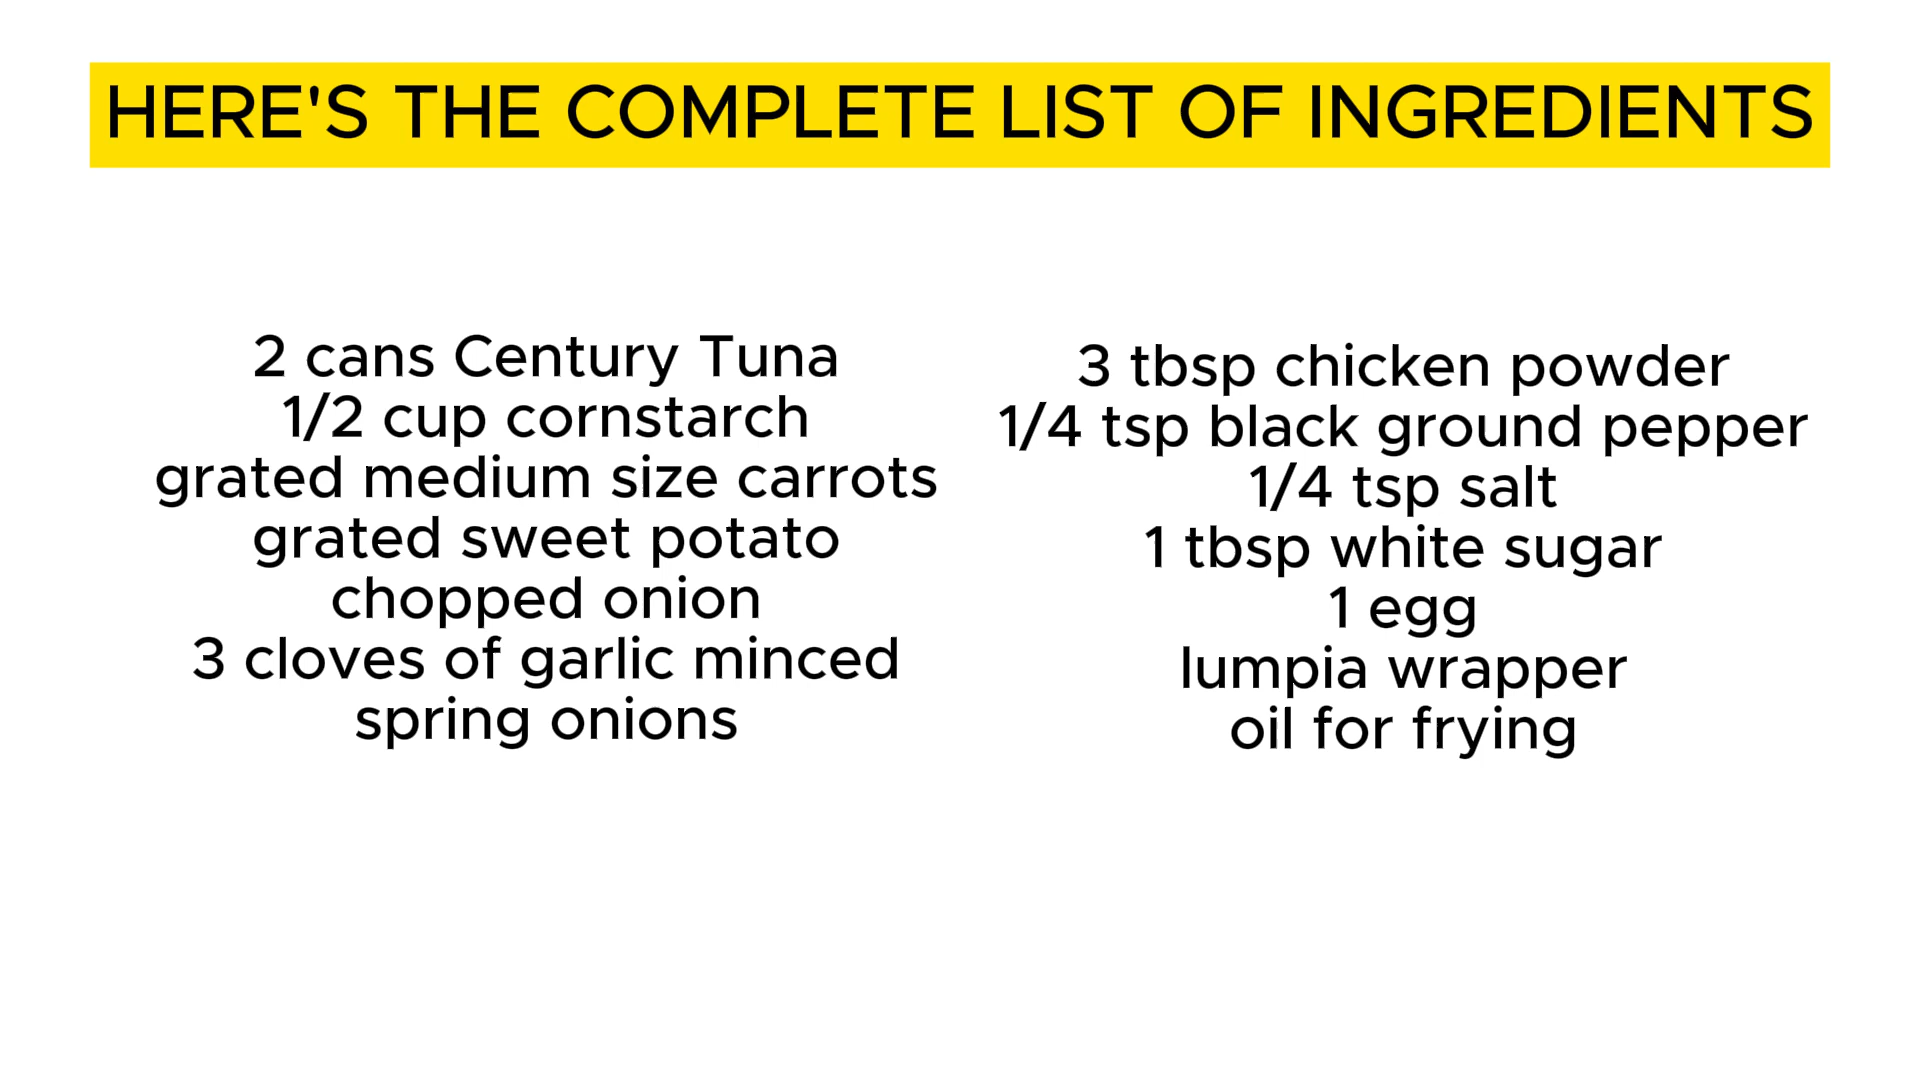 HERE'S THE COMPLETE LIST OF INGREDIENTS
2 cans Century Tuna
1/2 cup cornstarch
grated medium size carrots
grated sweet potato
chopped onion
3 cloves of garlic minced
spring onions
3 tbsp chicken powder
1/4 tsp black ground pepper
1/4 tsp salt
1 tbsp white sugar
1 egg
lumpia wrapper
oil for frying